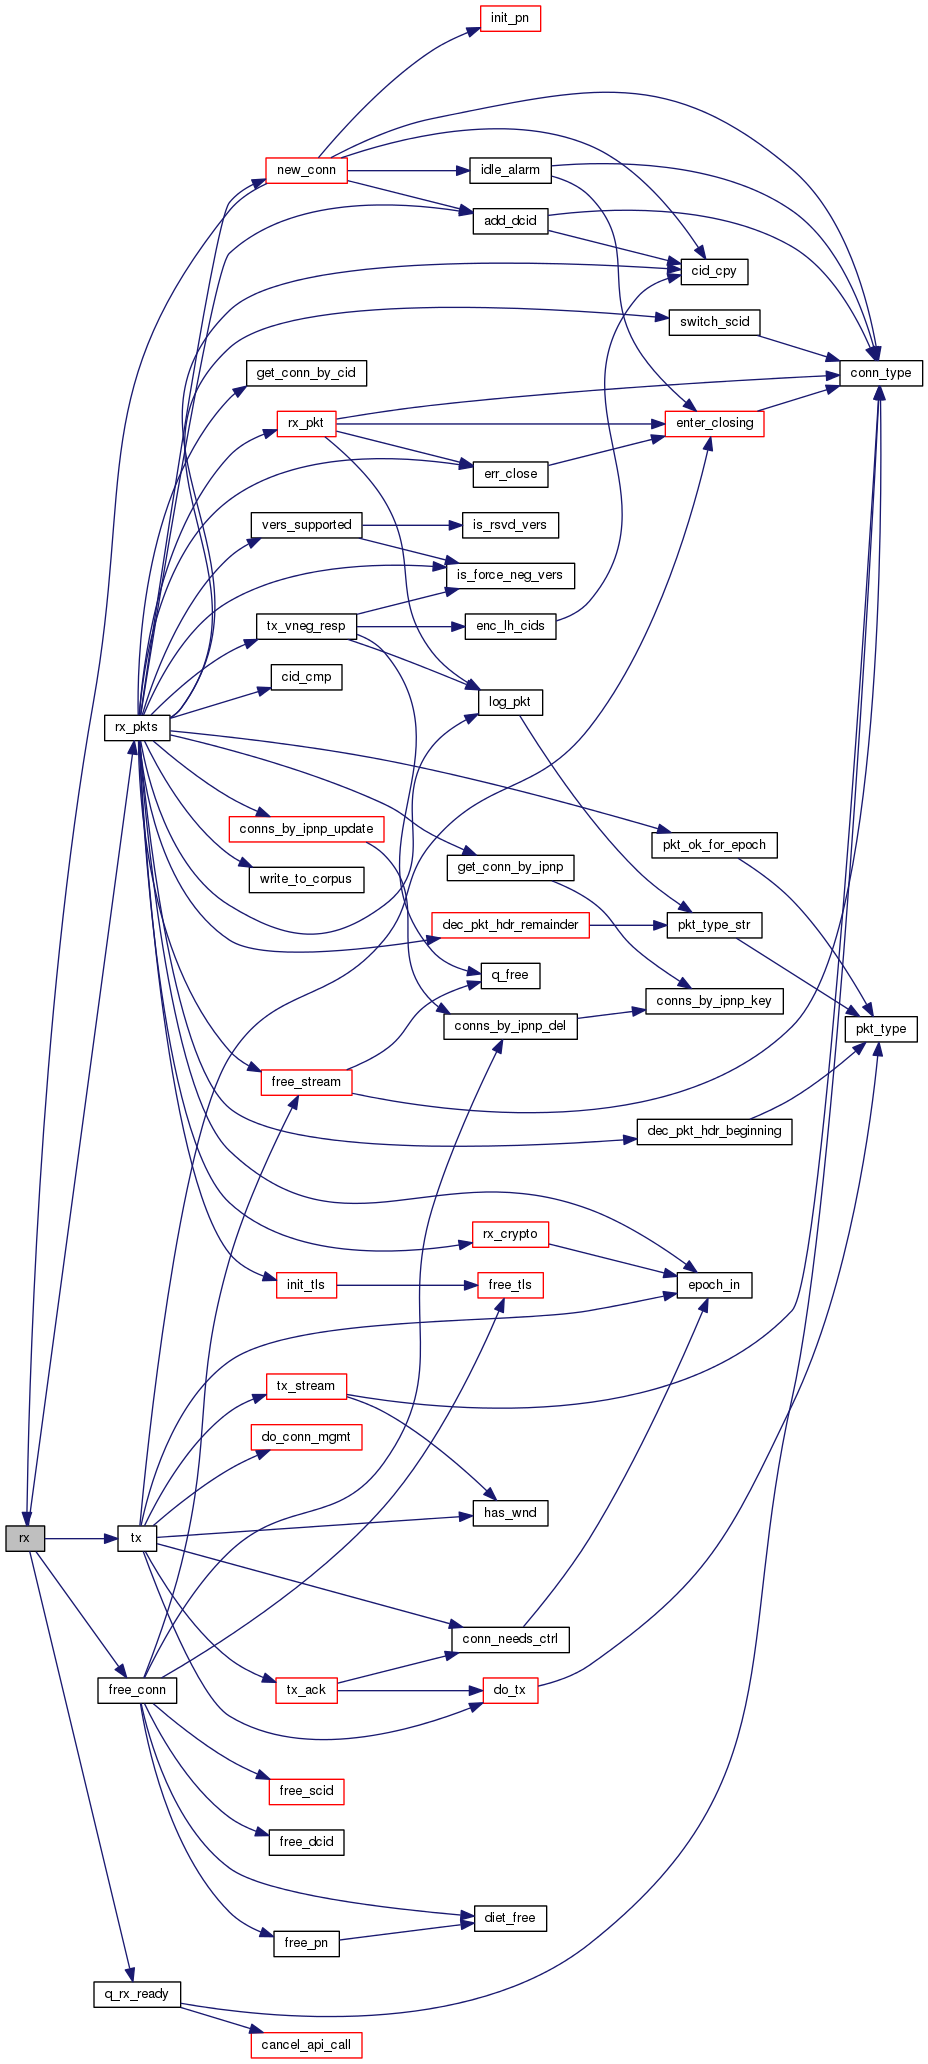 init_pn
new_conn
idle_alarm
add_dcid
cid_cpy
switch_scid
get_conn_by_cid
conn_type
rx_pkt
enter_closing
err_close
vers_supported
is_rsvd_vers
is_force_neg_vers
tx_vneg_resp
enc_lh_cids
cid_cmp
log_pkt
rx_pkts
conns_by_ipnp_update
pkt_ok_for_epoch
get_conn_by_ipnp
write_to_corpus
dec_pkt_hdr_remainder
pkt_type_str
q_free
conns_by_ipnp_key
conns_by_ipnp_del
pkt_type
free_stream
dec_pkt_hdr_beginning
rx_crypto
init_tls
free_tls
epoch_in
tx_stream
do_conn_mgmt
has_wnd
rx
tx
conn_needs_ctrl
free_conn
tx_ack
do_tx
free_scid
free_dcid
diet_free
free_pn
q_rx_ready
cancel_api_call